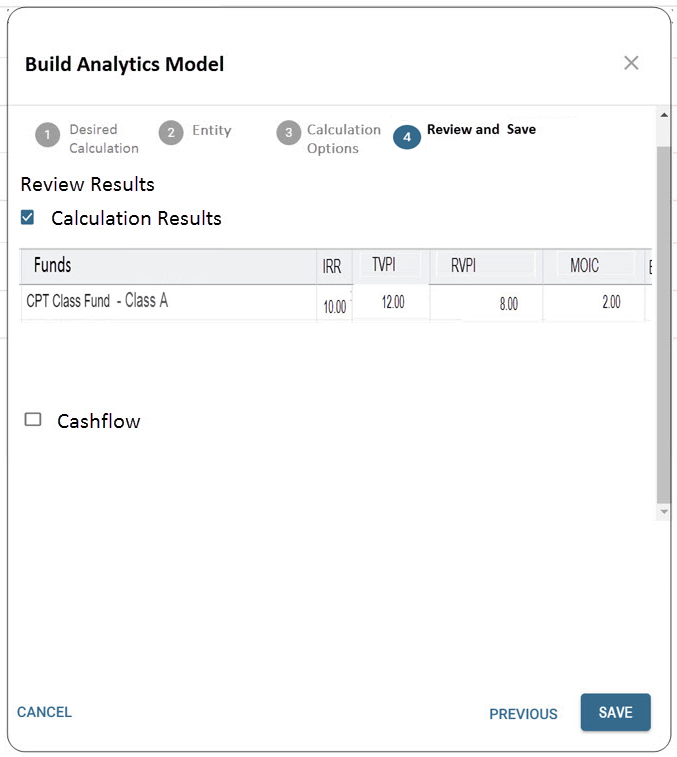 Build Analytics Model
1 Desired Calculation 2 Entity 3 Calculation Options 4 Review and Save
Review Results
Calculation Results
Funds IRR TVPI RVPI MOIC
CPT Class Fund - Class A 10.00 12.00 8.00 2.00
Cashflow
CANCEL PREVIOUS SAVE